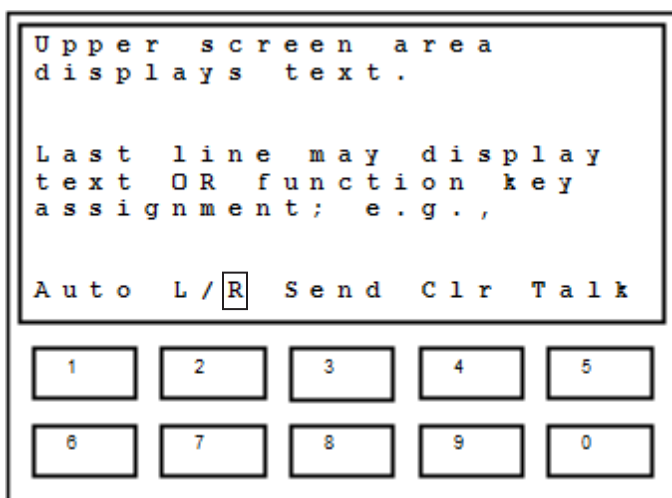 Upper screen area
displays text.
Last line may display
text OR function key
assignment; e.g.,
Auto L/R Send Clr Talk
1 2 3 4 5
6 7 8 9 0